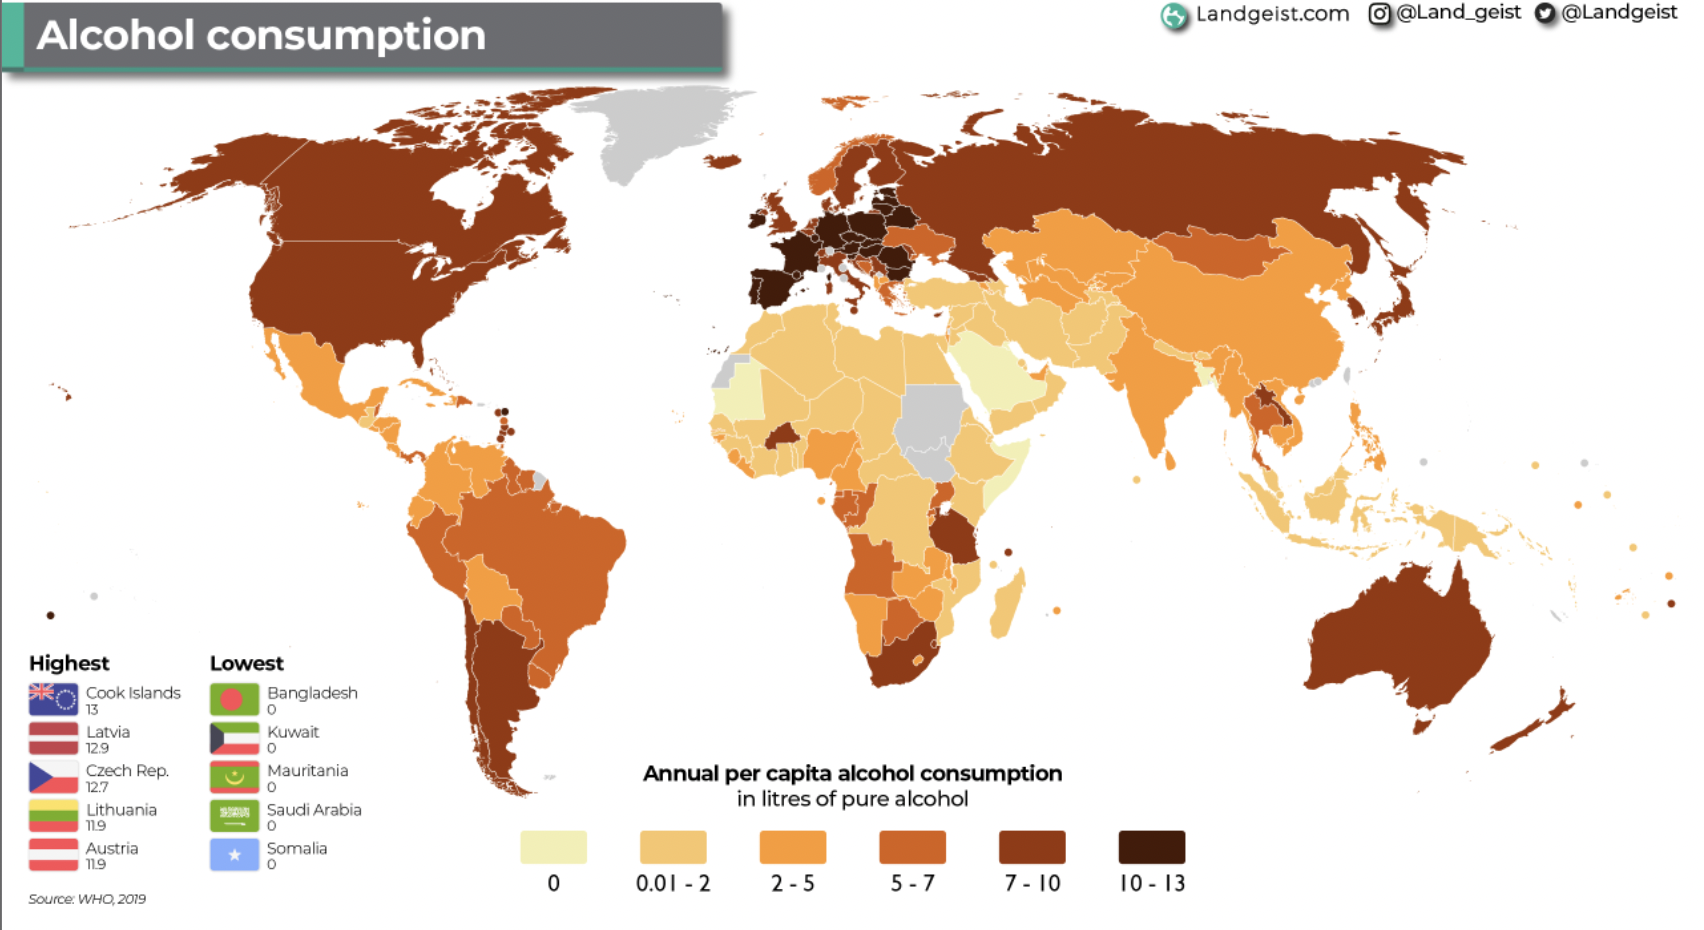 Alcohol consumption
Landgeist.com @Land_geist @Landgeist
Highest
Cook Islands
13
Latvia
12.9
Czech Rep.
12.7
Lithuania
11.9
Austria
11.9
Lowest
Bangladesh
0
Kuwait
0
Mauritania
0
Saudi Arabia
0
Somalia
0
Source: WHO, 2019
Annual per capita alcohol consumption
in litres of pure alcohol
0 0.01 - 2 2 - 5 5 - 7 7 - 10 10 - 13